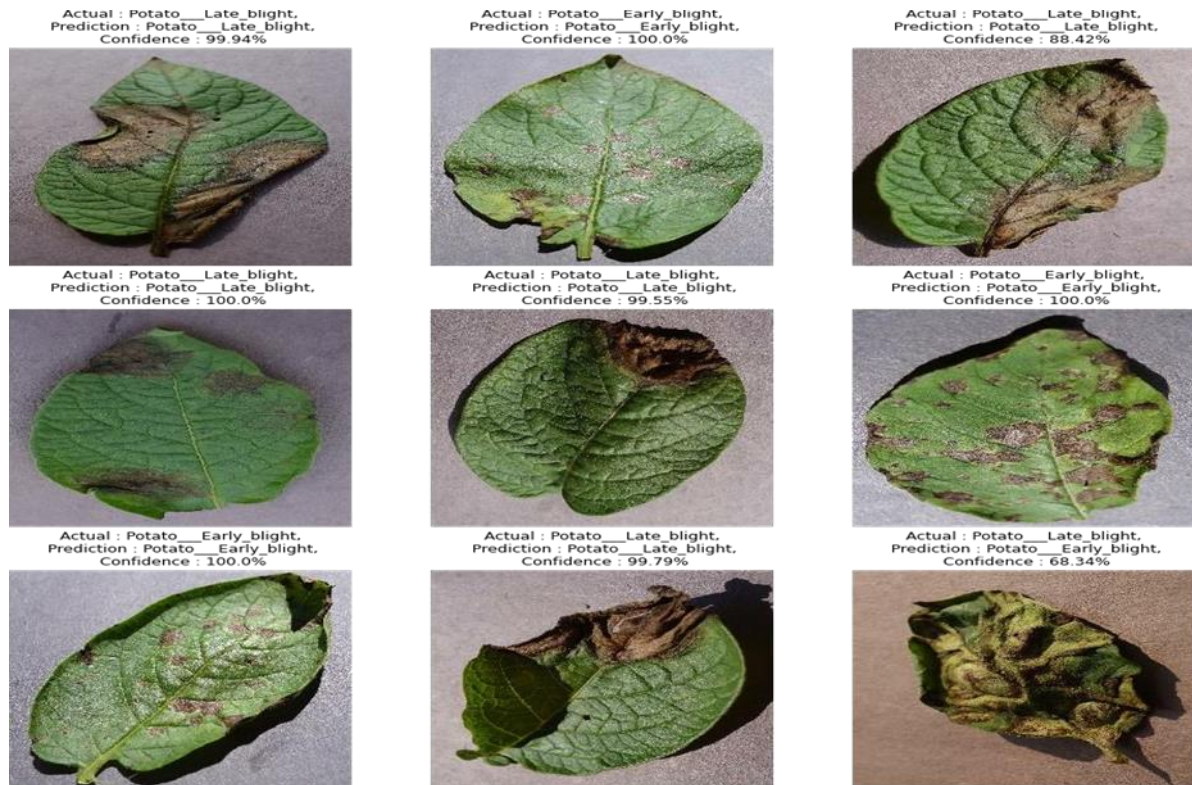 Actual : Potato___Late_blight,
Prediction : Potato___Late_blight,
Confidence : 99.94%
Actual : Potato___Early_blight,
Prediction : Potato___Early_blight,
Confidence : 100.0%
Actual : Potato___Late_blight,
Prediction : Potato___Late_blight,
Confidence : 88.42%
Actual : Potato___Late_blight,
Prediction : Potato___Late_blight,
Confidence : 100.0%
Actual : Potato___Late_blight,
Prediction : Potato___Late_blight,
Confidence : 99.55%
Actual : Potato___Early_blight,
Prediction : Potato___Early_blight,
Confidence : 100.0%
Actual : Potato___Early_blight,
Prediction : Potato___Early_blight,
Confidence : 100.0%
Actual : Potato___Late_blight,
Prediction : Potato___Late_blight,
Confidence : 99.79%
Actual : Potato___Late_blight,
Prediction : Potato___Early_blight,
Confidence : 68.34%